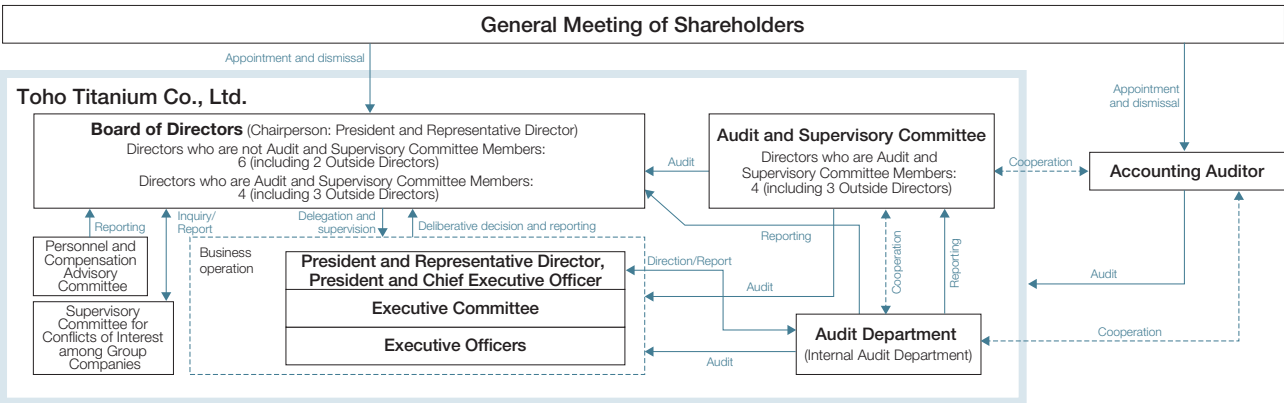 General Meeting of Shareholders
Appointment and dismissal
Appointment
and dismissal
Toho Titanium Co., Ltd.
Board of Directors (Chairperson: President and Representative Director)
Directors who are not Audit and Supervisory Committee Members:
6 (including 2 Outside Directors)
Directors who are Audit and Supervisory Committee Members:
4 (including 3 Outside Directors)
Audit
Audit and Supervisory Committee
Directors who are Audit and
Supervisory Committee Members:
4 (including 3 Outside Directors)
Cooperation
Accounting Auditor
Reporting
Inquiry/
Report
Delegation and
supervision
Deliberative decision and reporting
Reporting
Cooperation
Reporting
Personnel and
Compensation
Advisory
Committee
Supervisory
Committee for
Conflicts of Interest
among Group
Companies
Business
operation
President and Representative Director,
President and Chief Executive Officer
Executive Committee
Executive Officers
Direction/Report
Audit
Audit
Audit Department
(Internal Audit Department)
Audit
Cooperation